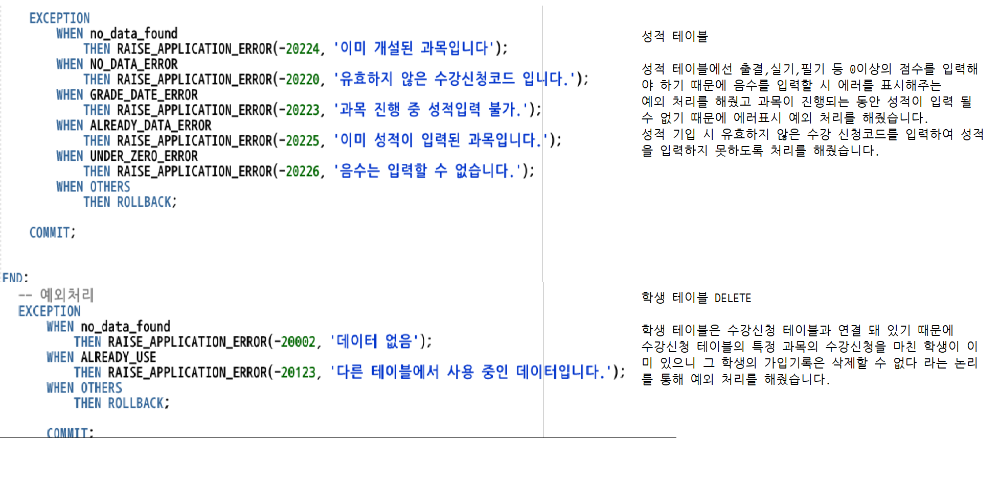 EXCEPTION
WHEN no_data_found
THEN RAISE_APPLICATION_ERROR(-20224, '이미 개설된 과목입니다');
WHEN NO_DATA_ERROR
THEN RAISE_APPLICATION_ERROR(-20220, '유효하지 않은 수강신청코드 입니다.');
WHEN GRADE_DATE_ERROR
THEN RAISE_APPLICATION_ERROR(-20223, '과목 진행 중 성적입력 불가.');
WHEN ALREADY_DATA_ERROR
THEN RAISE_APPLICATION_ERROR(-20225, '이미 성적이 입력된 과목입니다.');
WHEN UNDER_ZERO_ERROR
THEN RAISE_APPLICATION_ERROR(-20226, '음수는 입력할 수 없습니다.');
WHEN OTHERS
THEN ROLLBACK;
COMMIT;
END;
성적 테이블
성적 테이블에선 출결,실기,필기 등 0이상의 점수를 입력해
야 하기 때문에 음수를 입력할 시 에러를 표시해주는
예외 처리를 해줬고 과목이 진행되는 동안 성적이 입력 될
수 없기 때문에 에러표시 예외 처리를 해줬습니다.
성적 기입 시 유효하지 않은 수강 신청코드를 입력하여 성적
을 입력하지 못하도록 처리를 해줬습니다.
-- 예외처리
EXCEPTION
WHEN no_data_found
THEN RAISE_APPLICATION_ERROR(-20002, '데이터 없음');
WHEN ALREADY_USE
THEN RAISE_APPLICATION_ERROR(-20123, '다른 테이블에서 사용 중인 데이터입니다.');
WHEN OTHERS
THEN ROLLBACK;
COMMIT;
학생 테이블 DELETE
학생 테이블은 수강신청 테이블과 연결 돼 있기 때문에
수강신청 테이블의 특정 과목의 수강신청을 마친 학생이 이
미 있으니 그 학생의 가입기록은 삭제할 수 없다 라는 논리
를 통해 예외 처리를 해줬습니다.